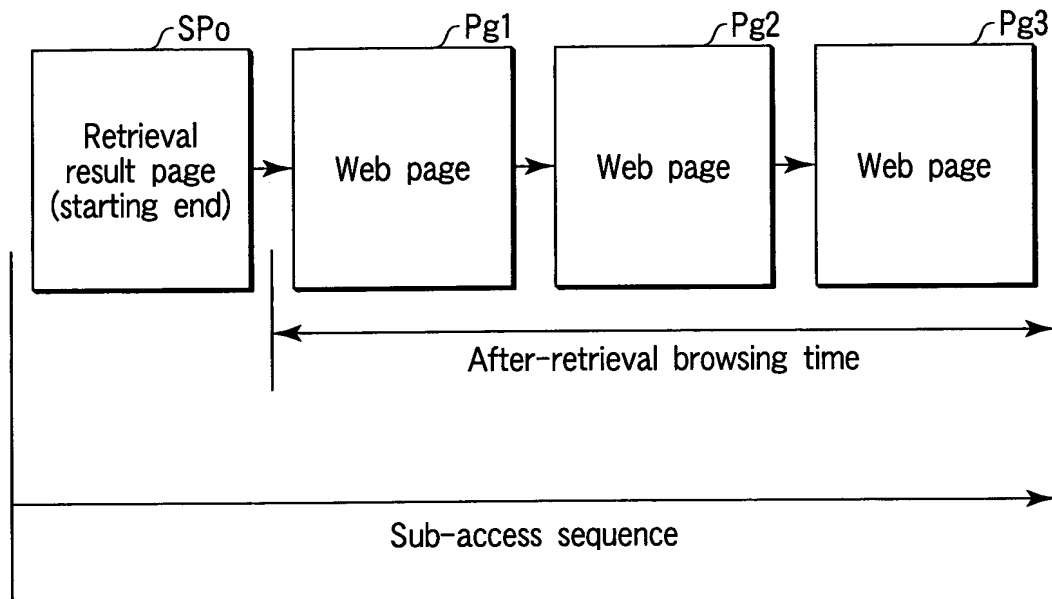 SPo
Pg1
Pg2
Pg3
Retrieval
result page
(starting end)
Web page
Web page
Web page
After-retrieval browsing time
Sub-access sequence